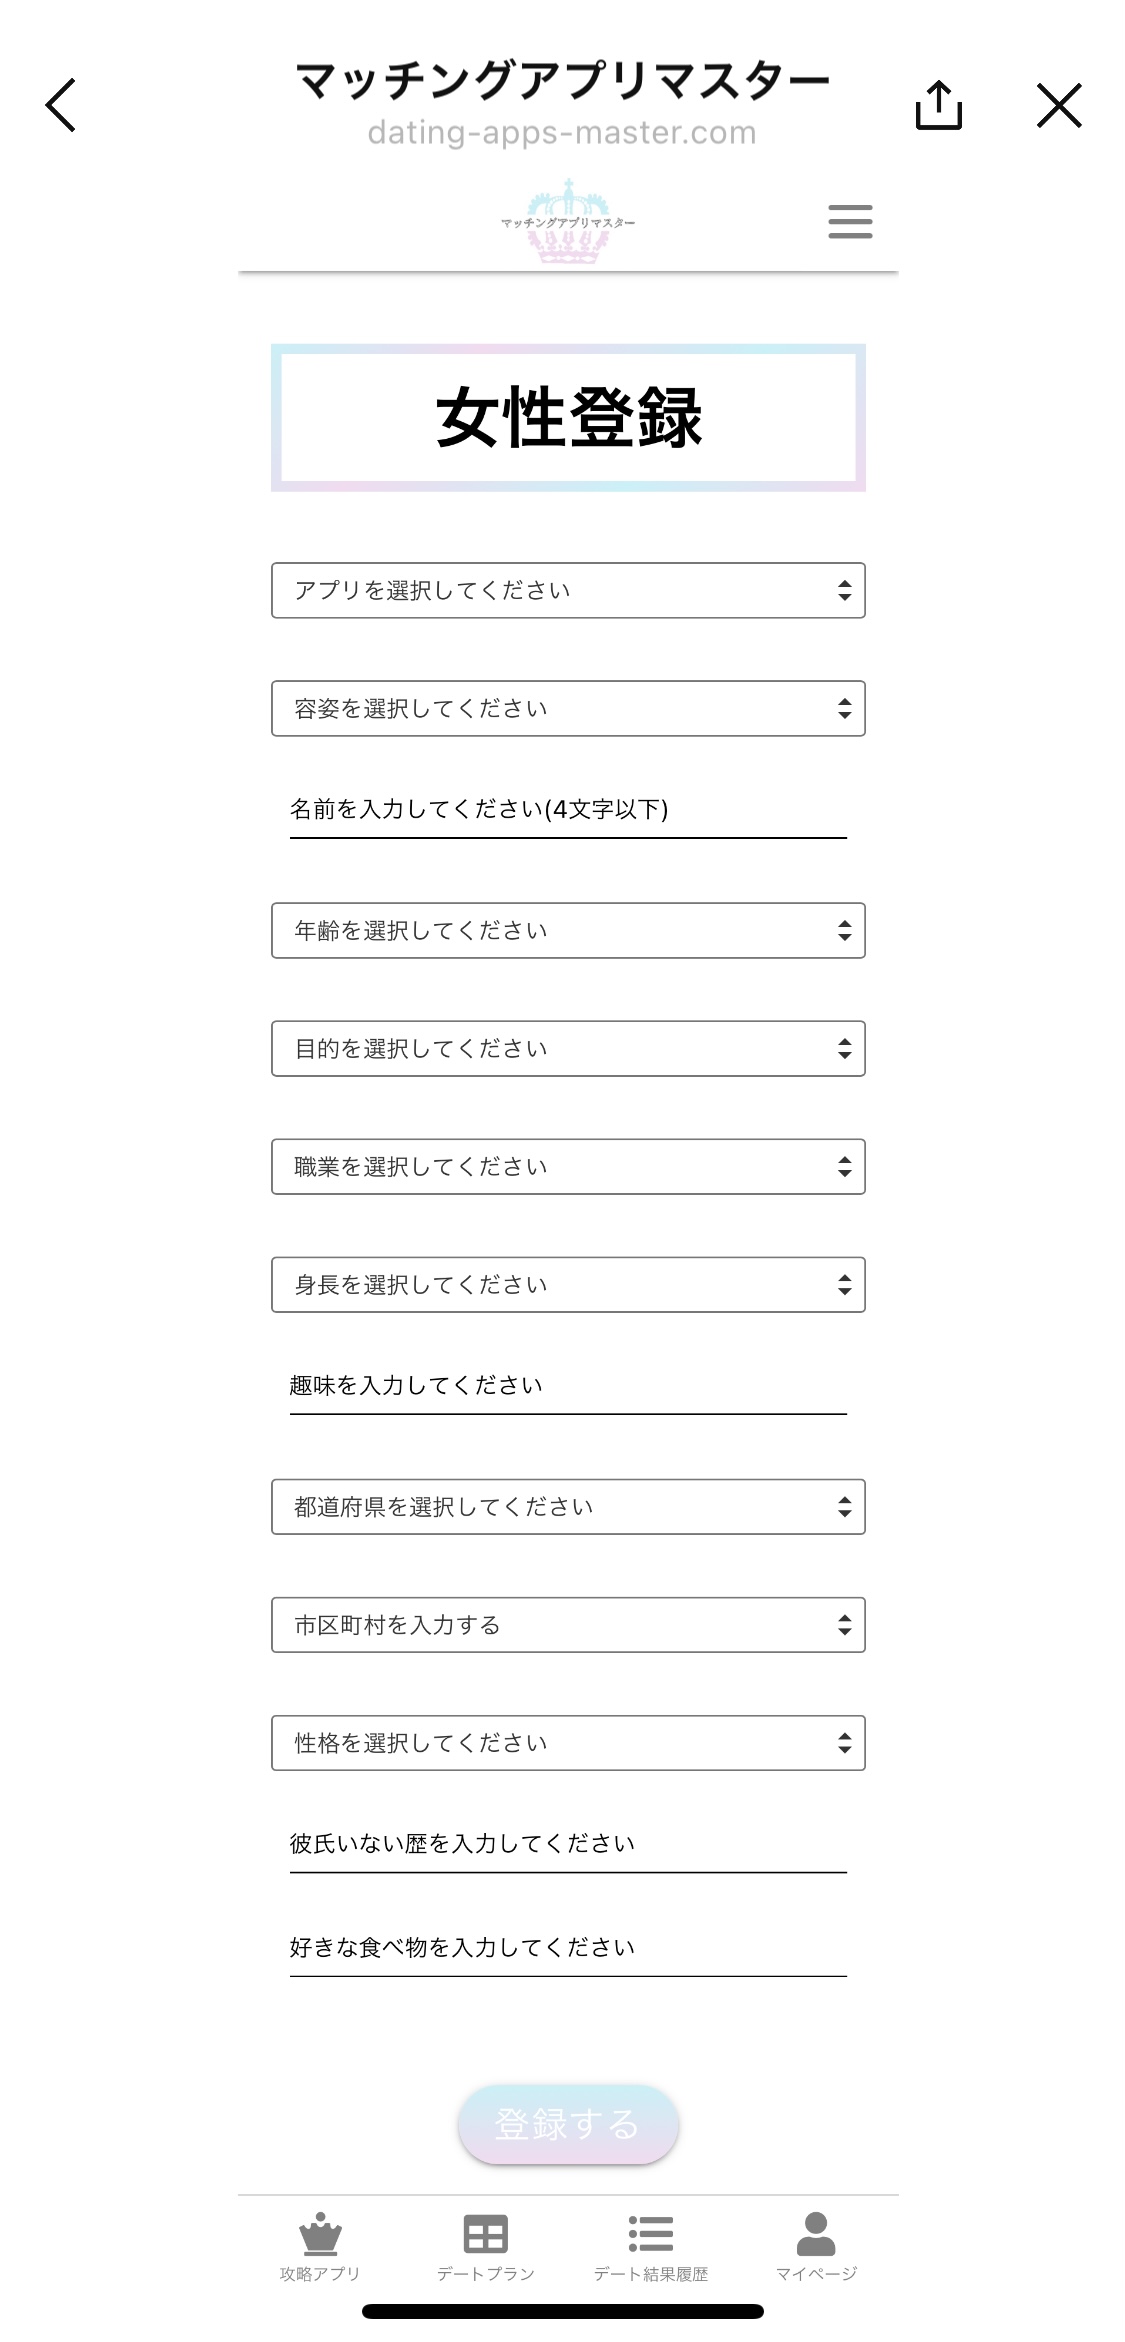 マッチングアプリマスター
dating-apps-master.com
マッチングアプリマスター
女性登録
アプリを選択してください
容姿を選択してください
名前を入力してください(4文字以下)
年齢を選択してください
目的を選択してください
職業を選択してください
身長を選択してください
趣味を入力してください
都道府県を選択してください
市区町村を入力する
性格を選択してください
彼氏いない歴を入力してください
好きな食べ物を入力してください
登録する
攻略アプリ
デートプラン
デート結果履歴
マイページ